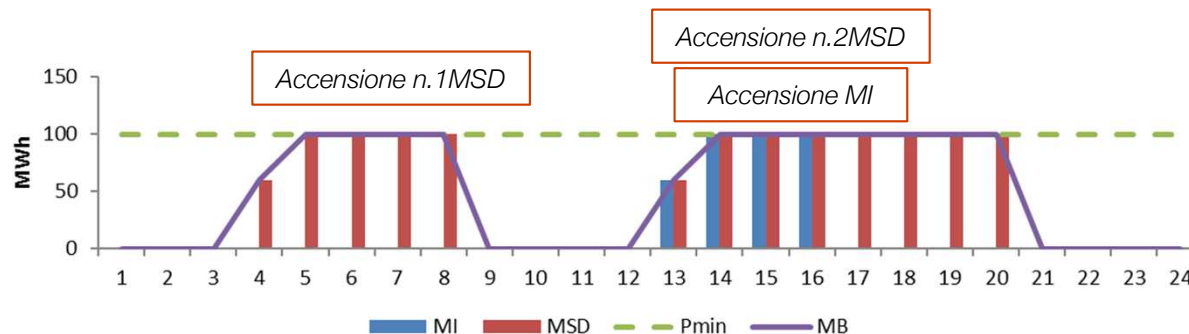 Accensione n.2MSD
Accensione n.1MSD
Accensione MI
150
100
50
0
MWh
1 2 3 4 5 6 7 8 9 10 11 12 13 14 15 16 17 18 19 20 21 22 23 24
MI MSD Pmin MB